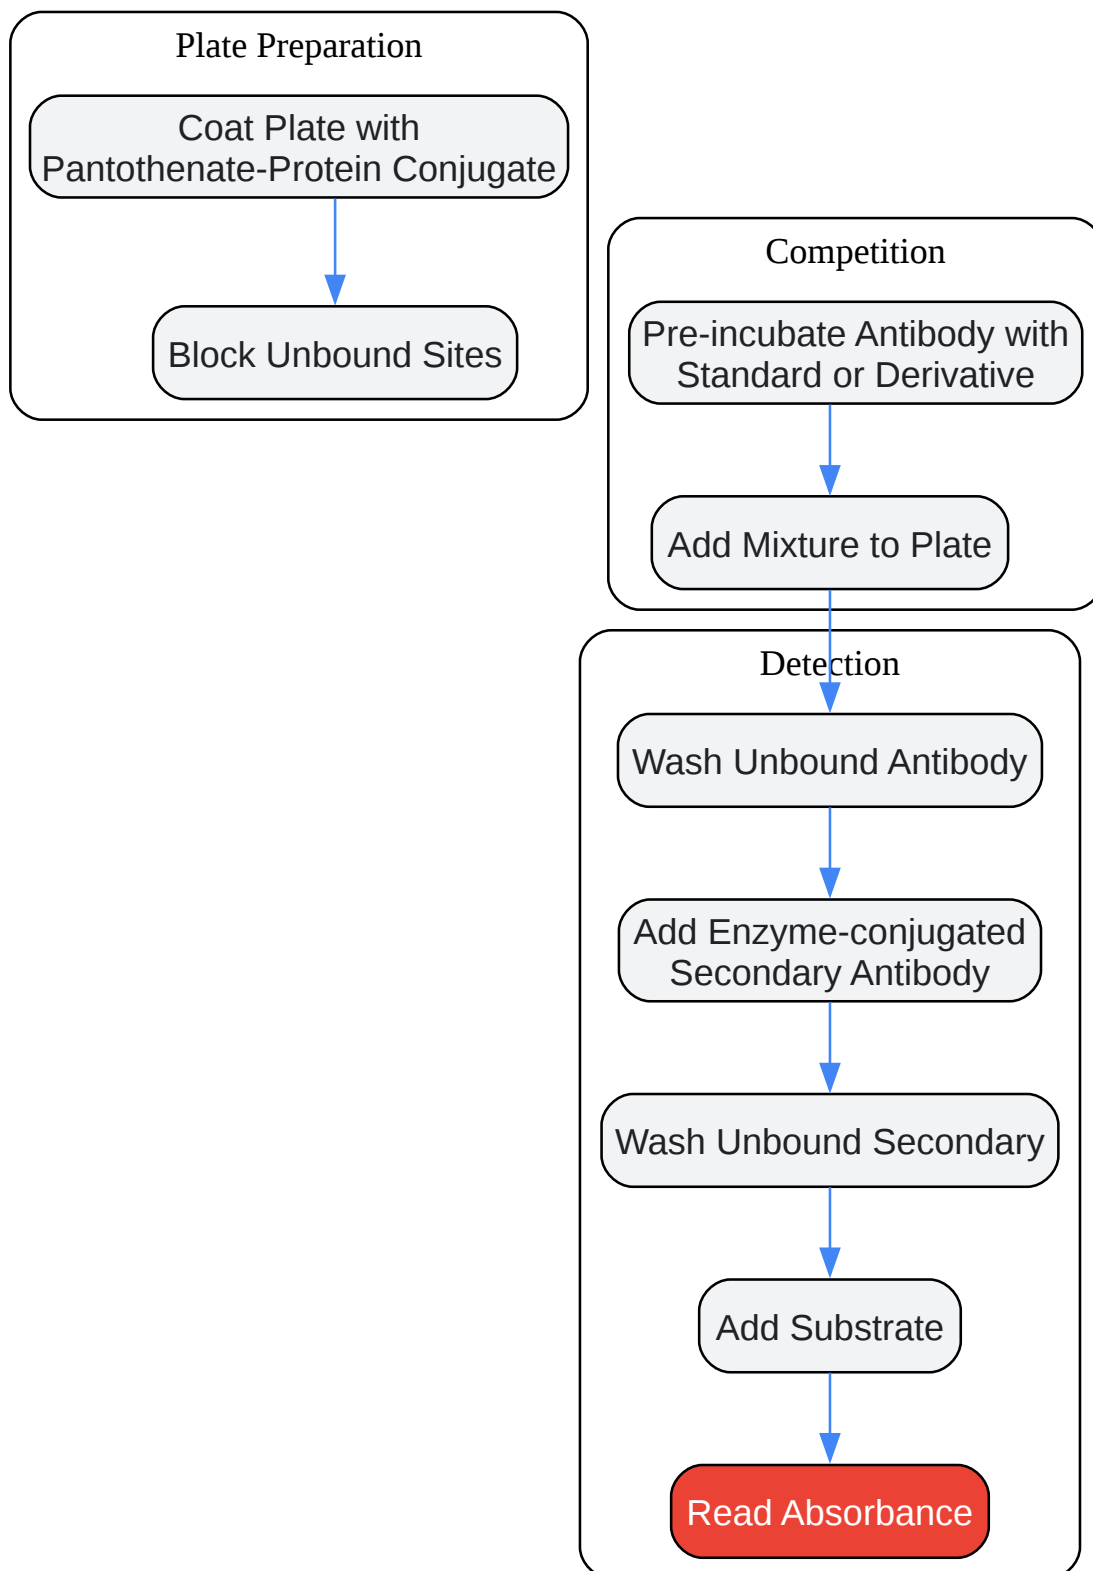 Plate Preparation
Coat Plate with
Pantothenate-Protein Conjugate
Block Unbound Sites
Competition
Pre-incubate Antibody with
Standard or Derivative
Add Mixture to Plate
Detection
Wash Unbound Antibody
Add Enzyme-conjugated
Secondary Antibody
Wash Unbound Secondary
Add Substrate
Read Absorbance